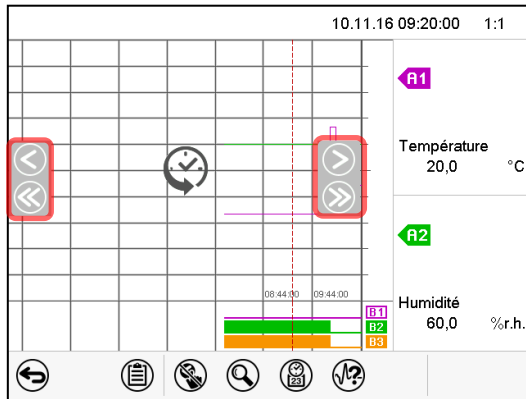 10.11.16 09:20:00 1:1
A1
Température
20,0 °C
A2
08:44:00 09:44:00
Humidité
60,0 %r.h.
B1
B2
B3
23
?